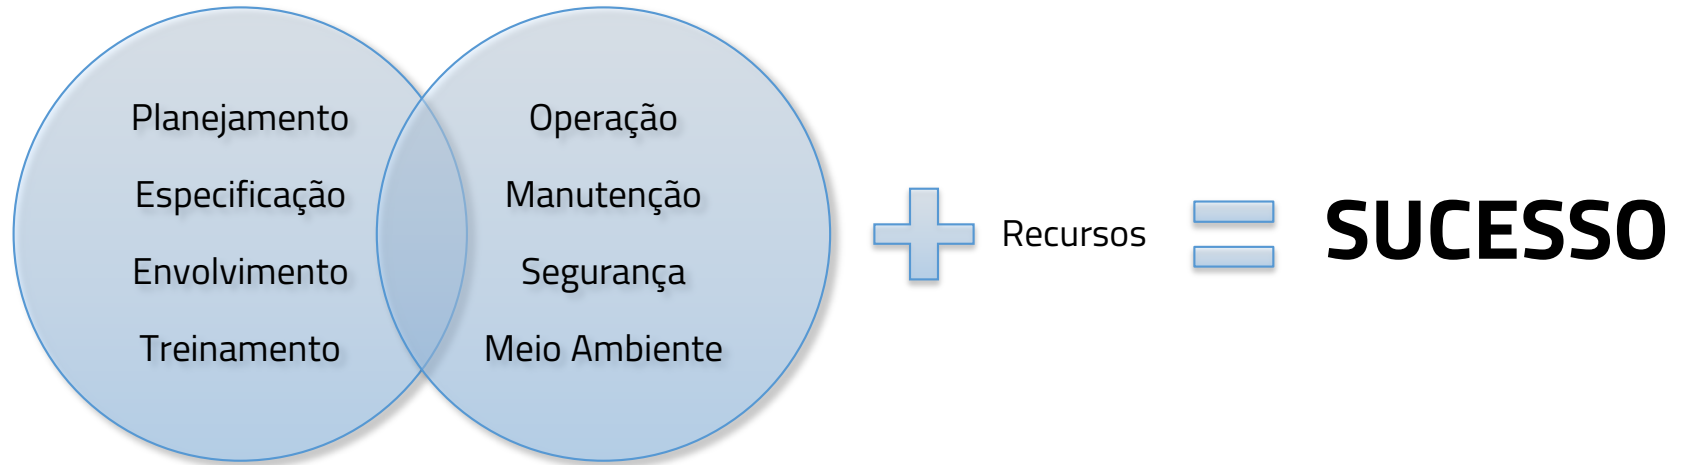 Planejamento
Especificação
Envolvimento
Treinamento
Operação
Manutenção
Segurança
Meio Ambiente
Recursos
SUCESSO